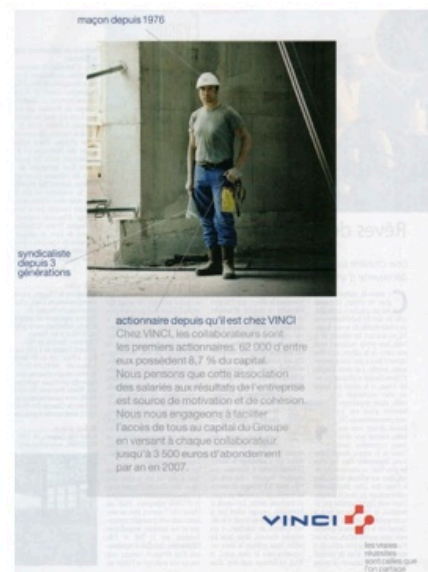 maçon depuis 1976
syndicaliste
depuis 3
générations
actionnaire depuis qu'il est chez VINCI
Chez VINCI, les collaborateurs sont
les premiers actionnaires. 62 000 d'entre
eux possèdent 8,7 % du capital.
Nous pensons que cette association
des salariés aux résultats de l'entreprise
est source de motivation et de cohésion.
Nous nous engageons à faciliter
l'accès de tous au capital du Groupe
en versant à chaque collaborateur
jusqu'à 3 500 euros d'abondement
par an en 2007.
VINCI
les vraies
réussites
sont celles que
l'on partage